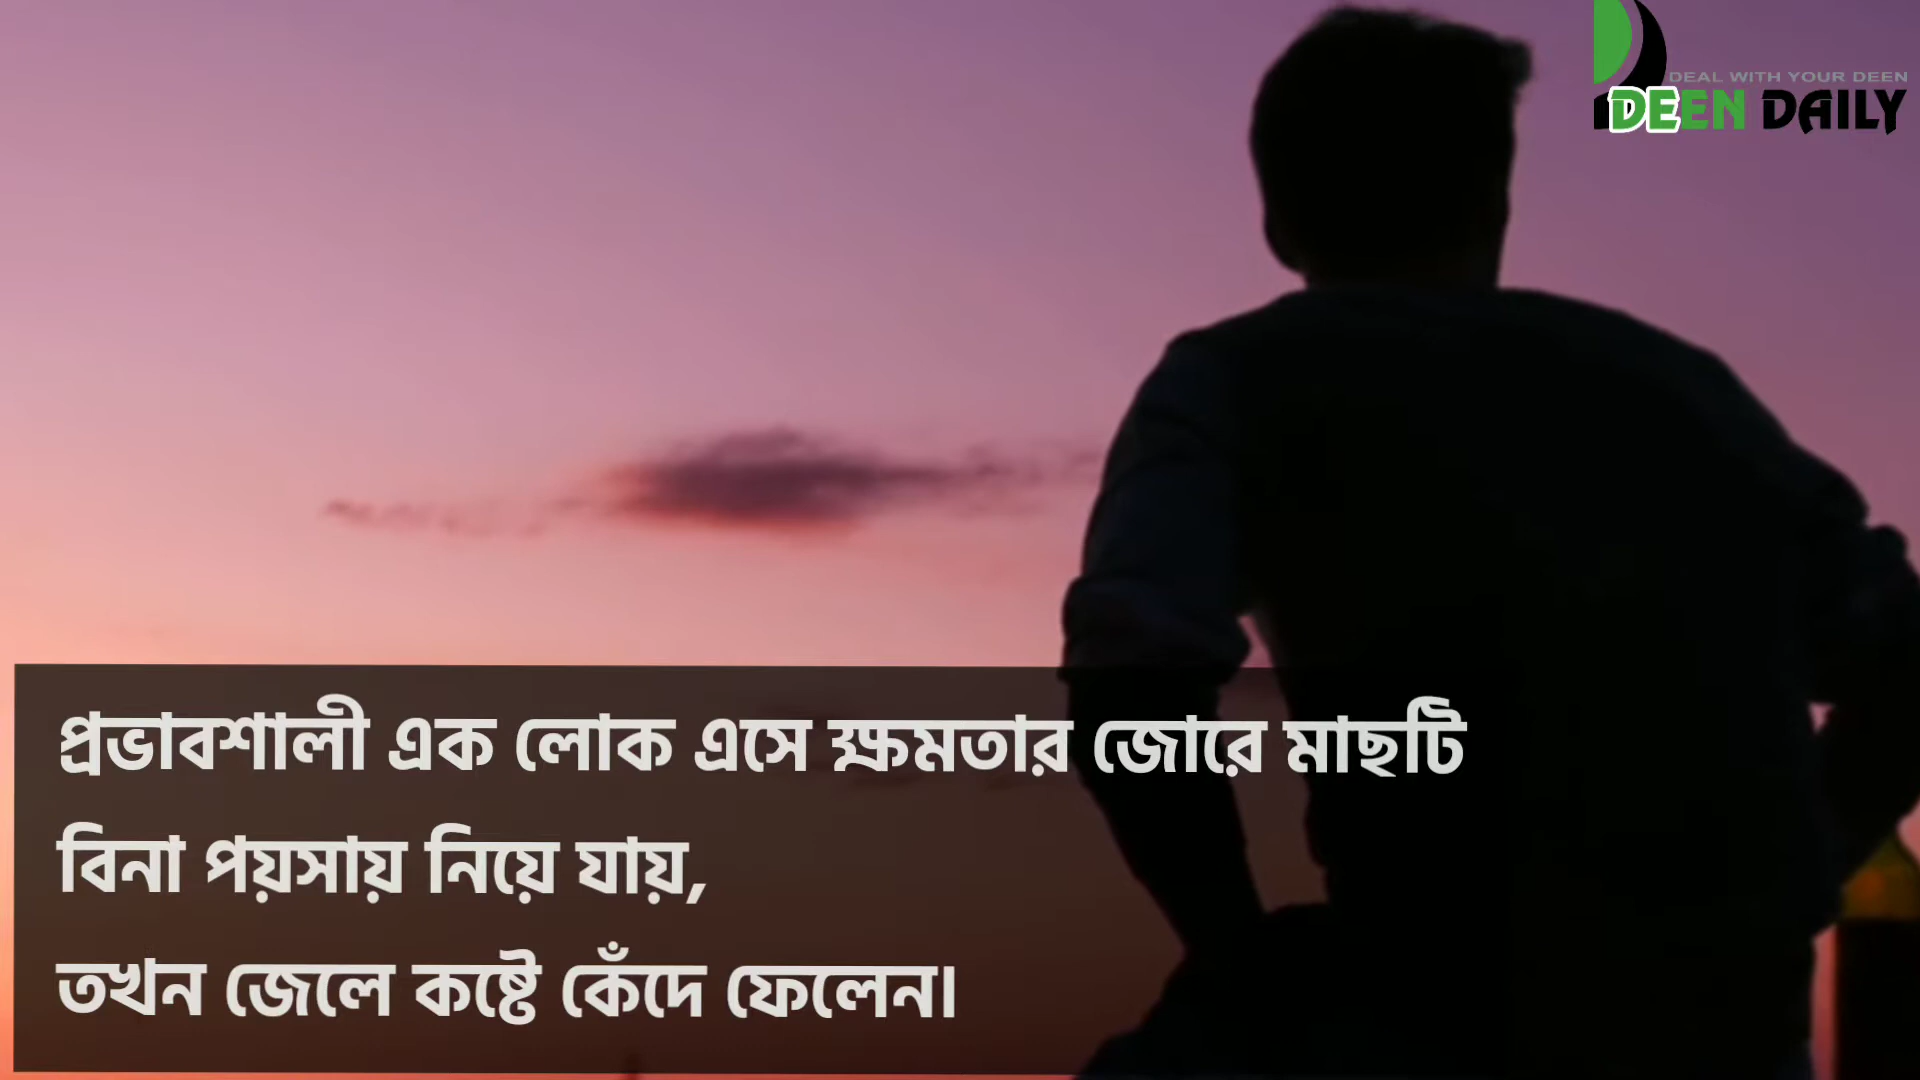 DEAL WITH YOUR DEEN
DEEN DAILY
প্রভাবশালী এক লোক এসে ক্ষমতার জোরে মাছটি
বিনা পয়সায় নিয়ে যায়,
তখন জেলে কষ্টে কেঁদে ফেলেন।